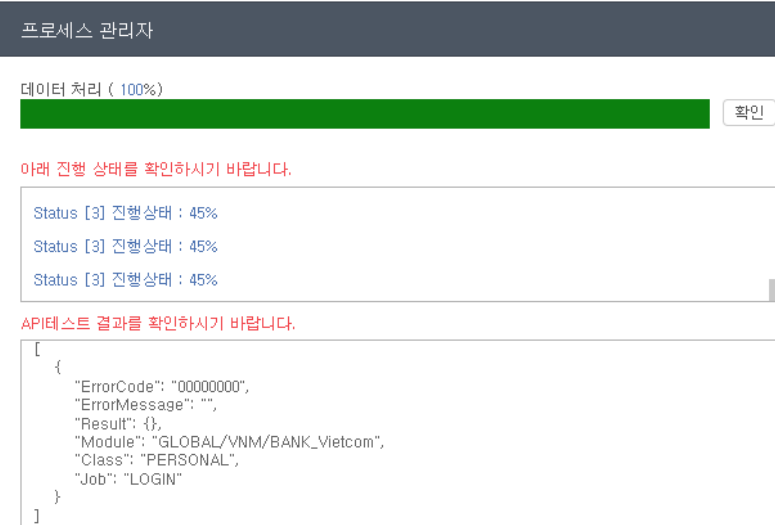 프로세스 관리자
데이터 처리 ( 100%)
확인
아래 진행 상태를 확인하시기 바랍니다.
Status [3] 진행상태 : 45%
Status [3] 진행상태 : 45%
Status [3] 진행상태 : 45%
API테스트 결과를 확인하시기 바랍니다.
[
{
"ErrorCode": "00000000",
"ErrorMessage": "",
"Result": {},
"Module": "GLOBAL/VNM/BANK_Vietcom",
"Class": "PERSONAL",
"Job": "LOGIN"
}
]